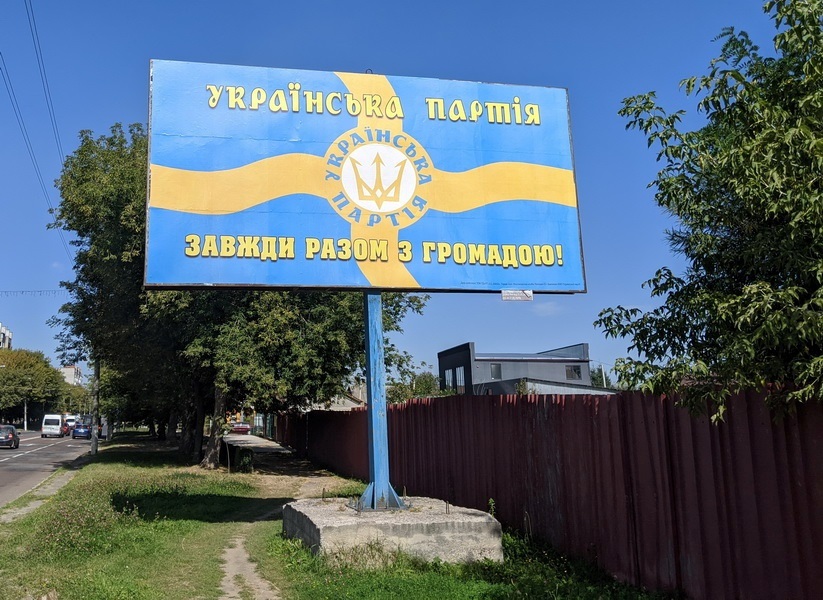 УКРАЇНСЬКА ПАРТІЯ
УКРАЇНСЬКА
ПАРТІЯ
ЗАВЖДИ РАЗОМ З ГРОМАДОЮ!